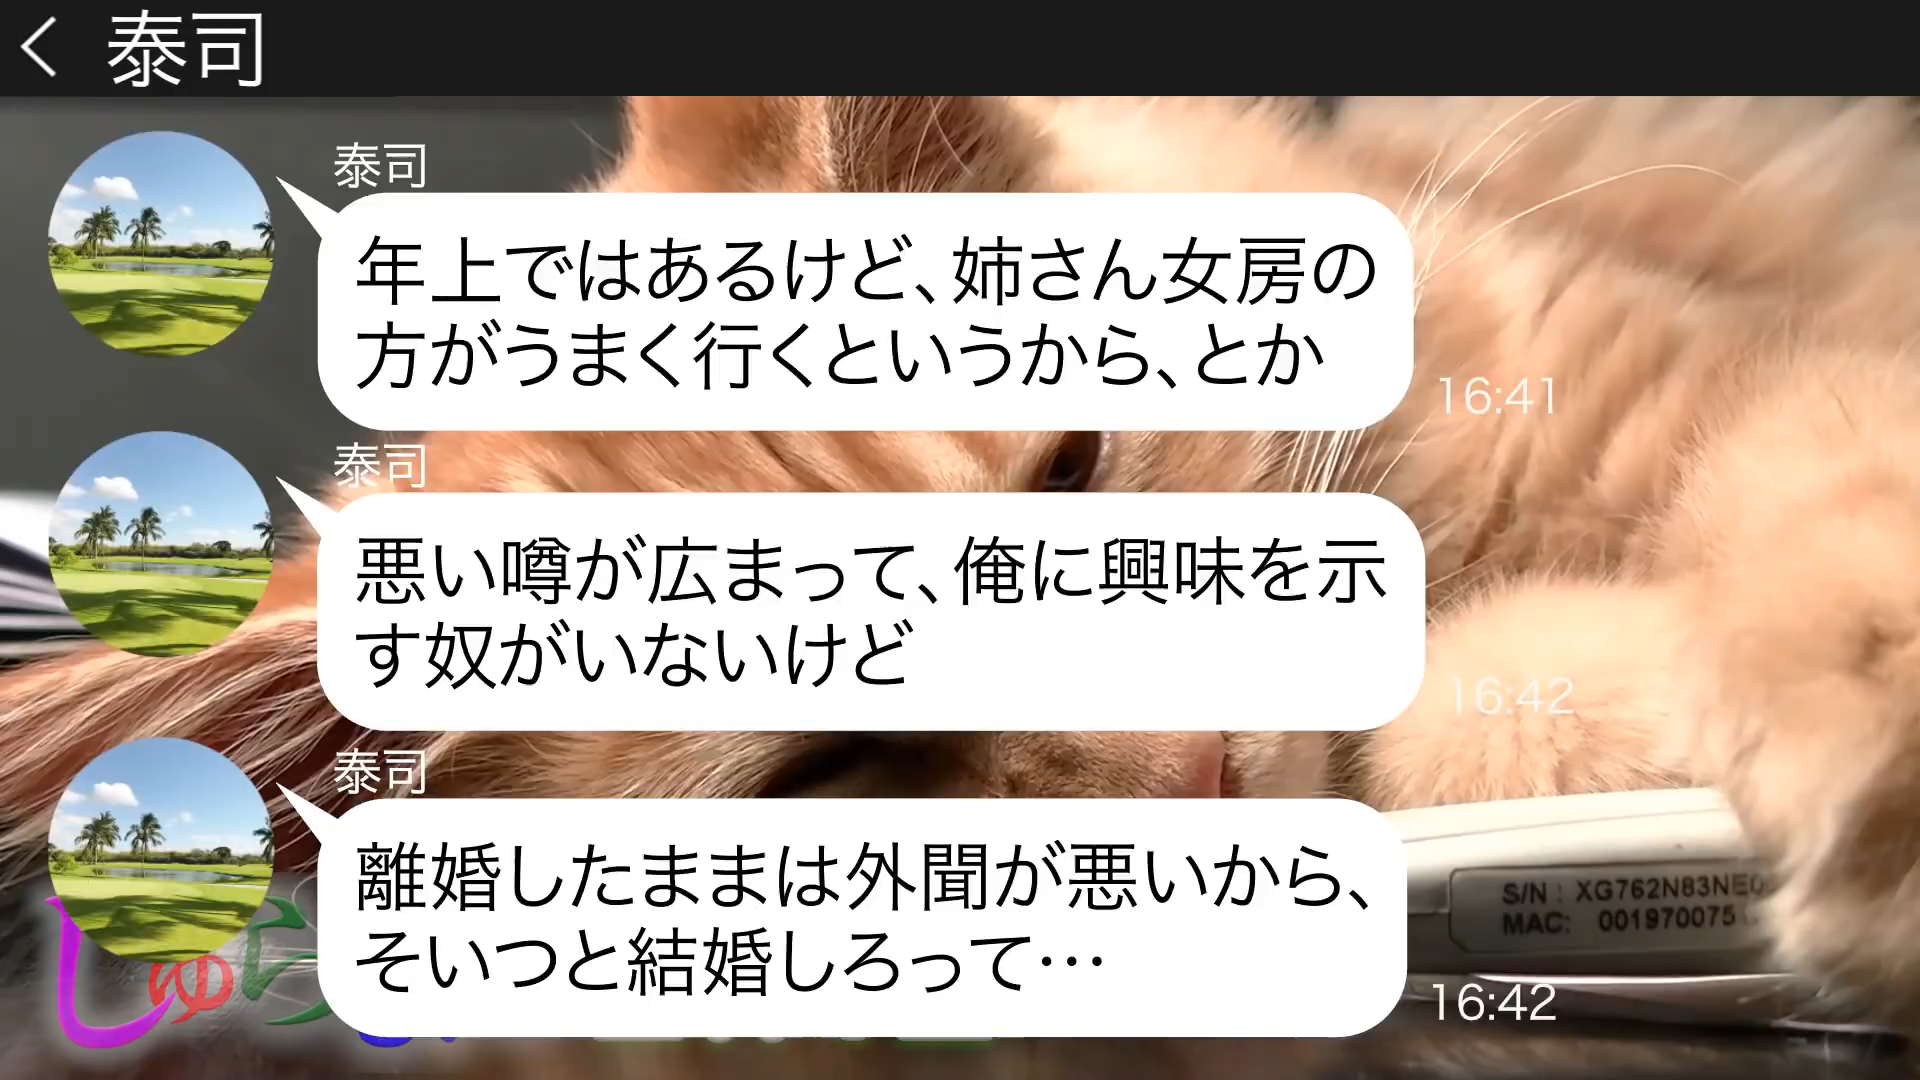 泰司
泰司
年上ではあるけど、姉さん女房の
方がうまく行くというから、とか
16:41
泰司
悪い噂が広まって、俺に興味を示
す奴がいないけど
16:42
泰司
離婚したままは外聞が悪いから、
そいつと結婚しろって…
16:42
S/N : XG762N83NE0
MAC: 001970075
しゅら